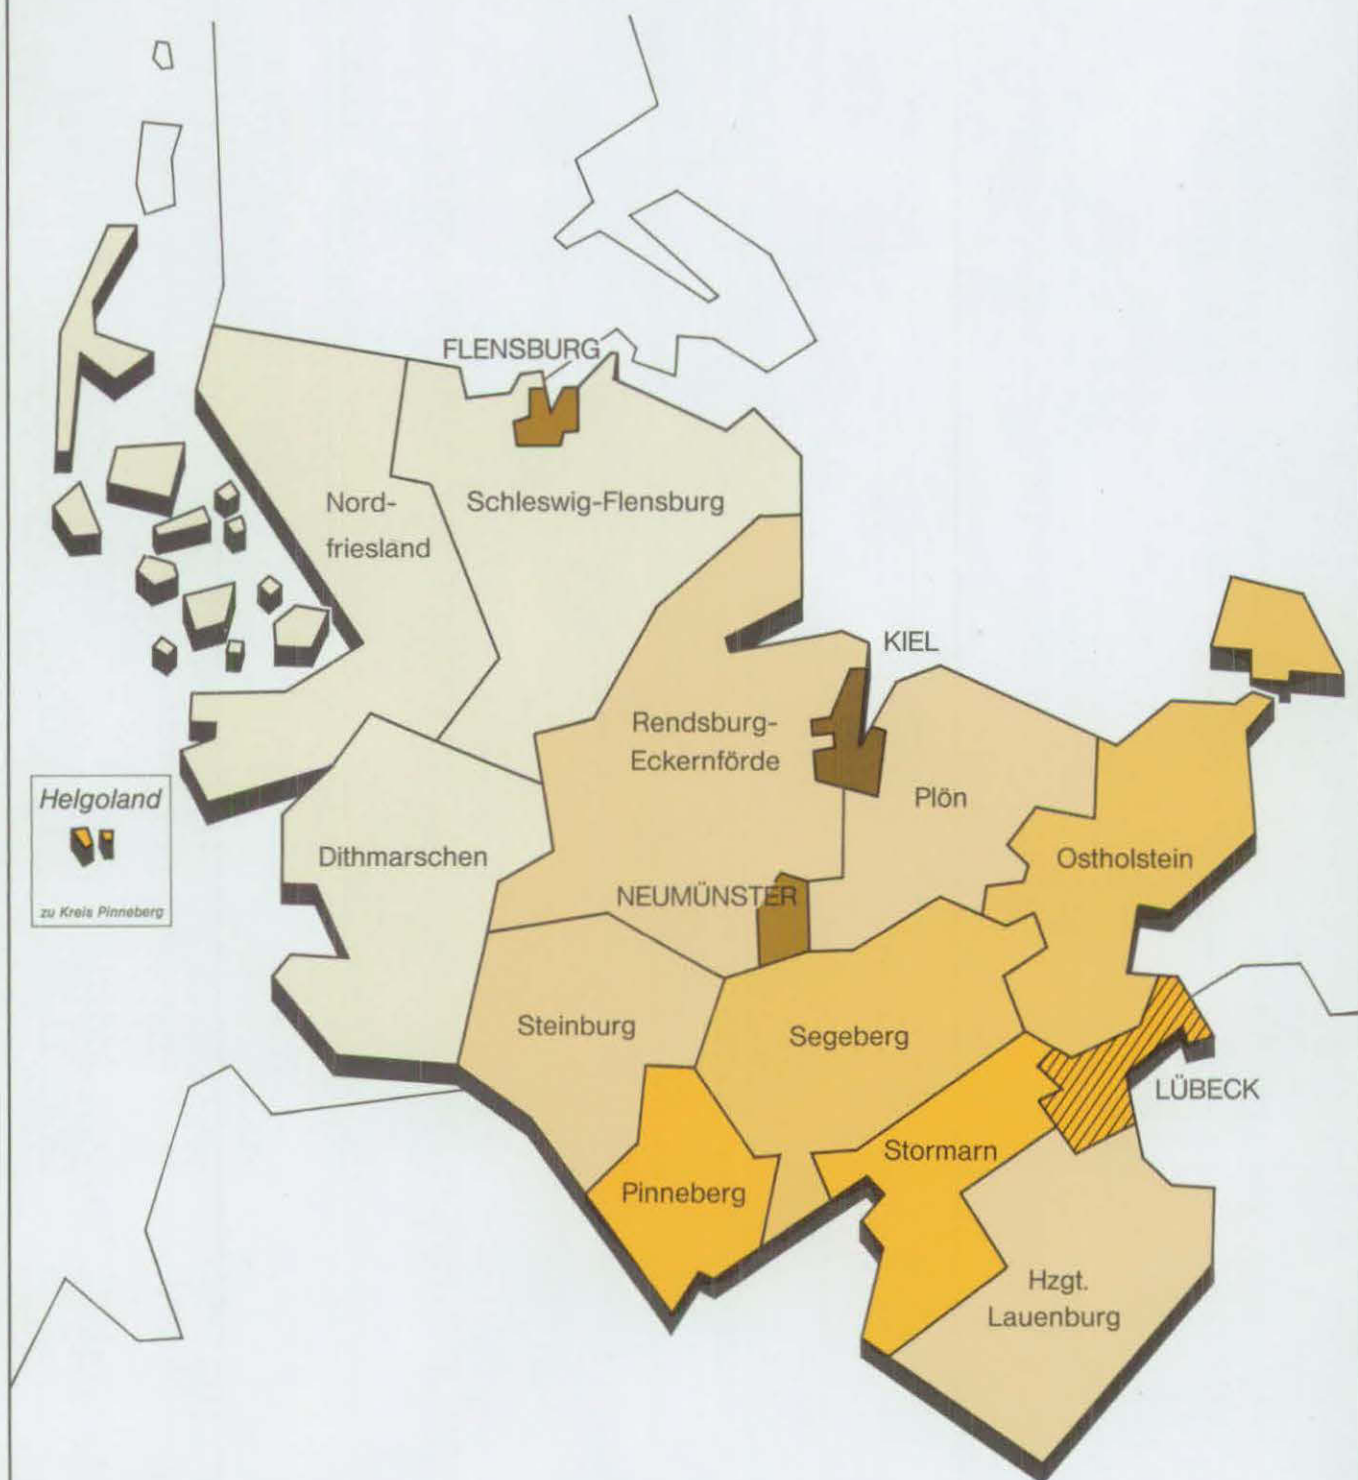 FLENSBURG
Nord-
friesland
Schleswig-Flensburg
KIEL
Rendsburg-
Eckernförde
Plön
Helgoland
zu Kreis Pinneberg
Dithmarschen
Ostholstein
NEUMÜNSTER
Steinburg
Segeberg
LÜBECK
Stormarn
Pinneberg
Hzgt.
Lauenburg